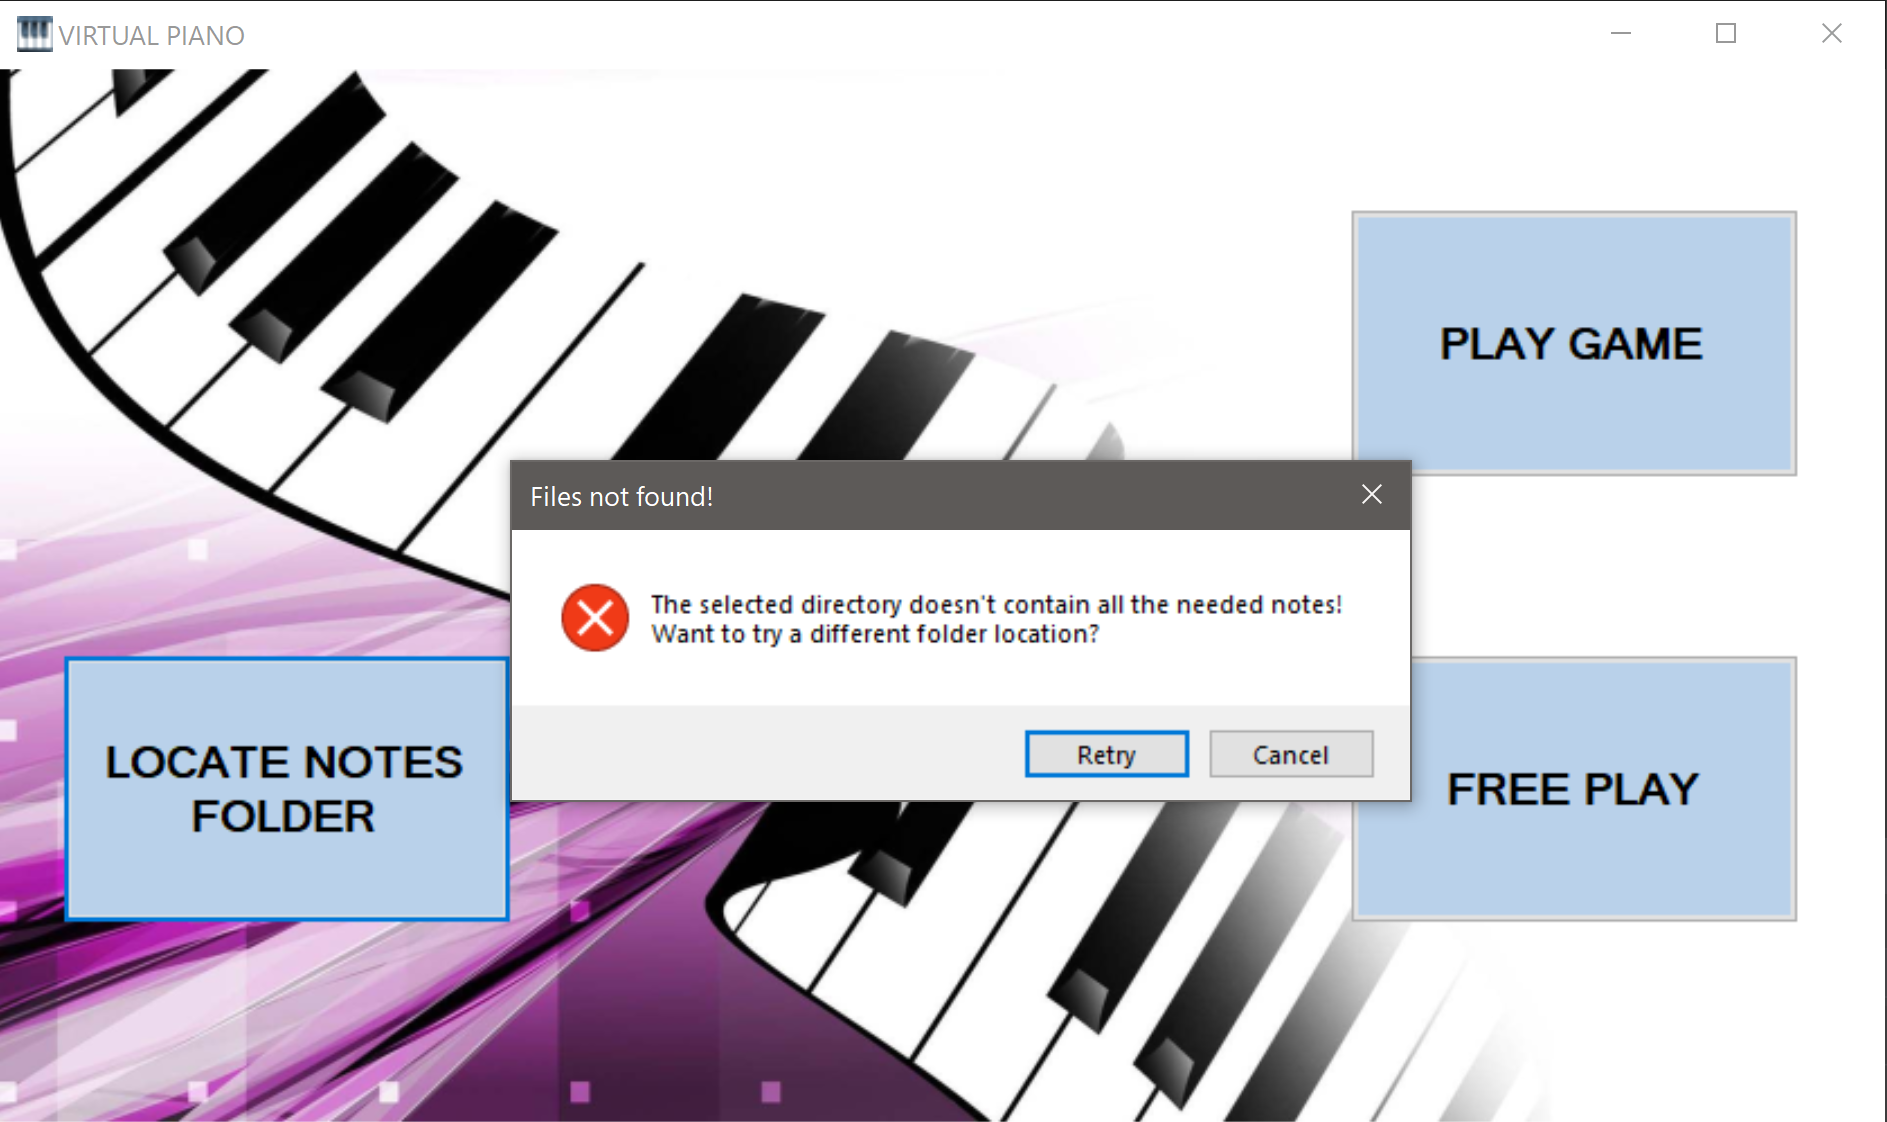 VIRTUAL PIANO
PLAY GAME
Files not found!
The selected directory doesn't contain all the needed notes!
Want to try a different folder location?
Retry
Cancel
LOCATE NOTES
FOLDER
FREE PLAY